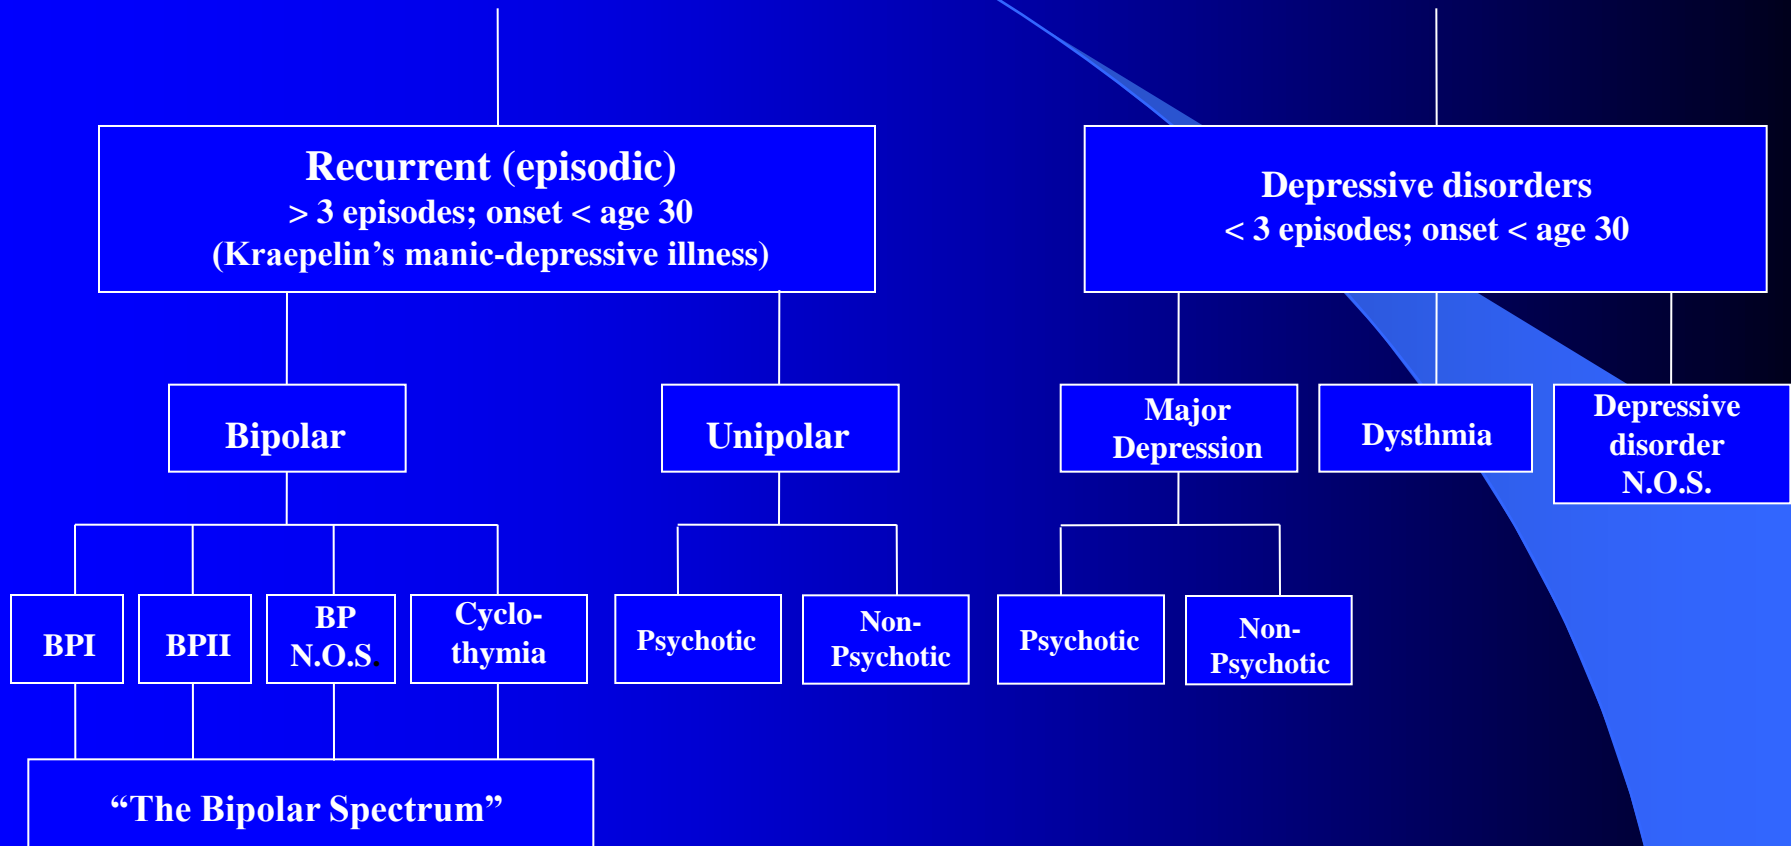 Recurrent (episodic)
> 3 episodes; onset < age 30
(Kraepelin’s manic-depressive illness)
Depressive disorders
< 3 episodes; onset < age 30
Bipolar
Unipolar
Major
Depression
Dysthmia
Depressive
disorder
N.O.S.
BPI
BPII
BP
N.O.S.
Cyclo-
thymia
Psychotic
Non-
Psychotic
Psychotic
Non-
Psychotic
“The Bipolar Spectrum”